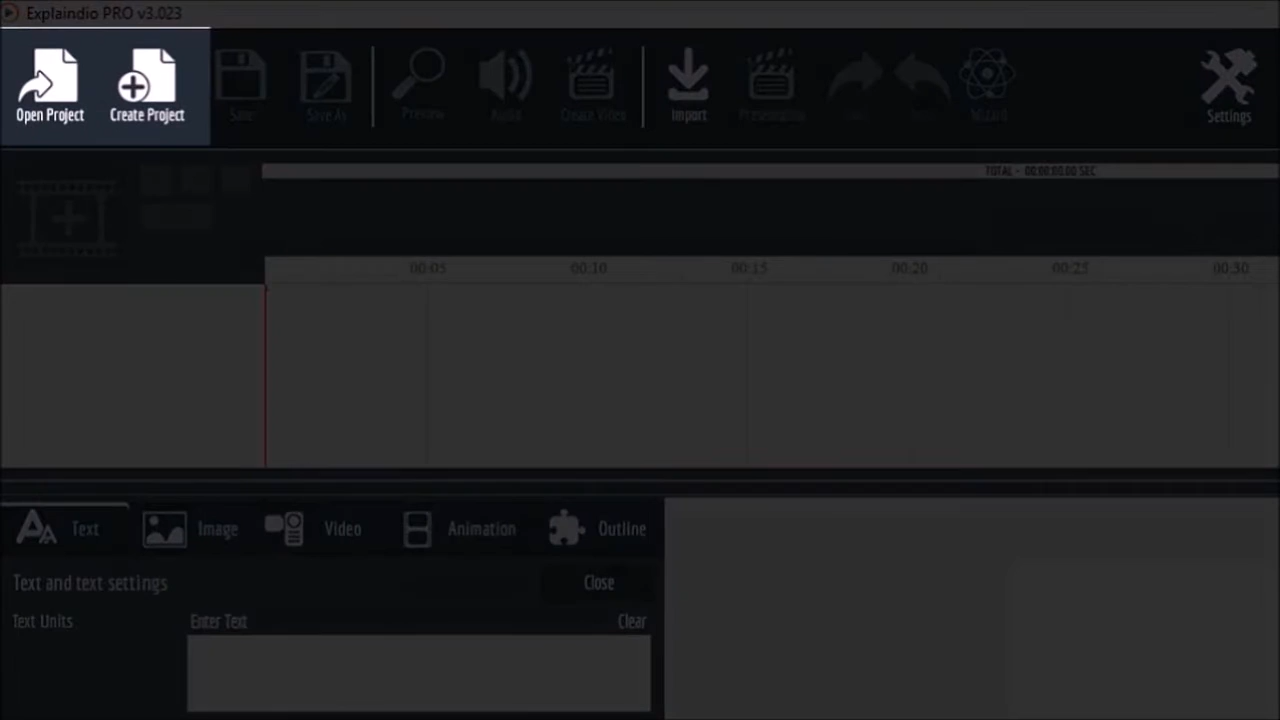 Explaindio PRO v3.023
Open Project Create Project Save Save As Preview Audio Create Video Import Presentation Wizard Settings
TOTAL - 00:00:00.00 SEC
00:05 00:10 00:15 00:20 00:25 00:30
Text Image Video Animation Outline
Text and text settings Close
Text Units Enter Text Clear